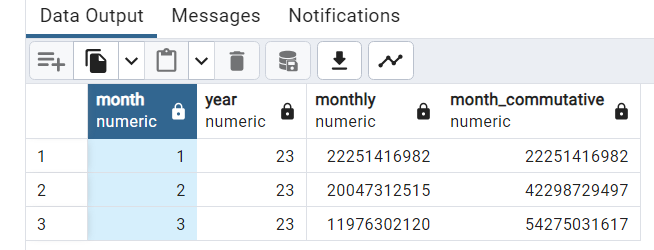 Data Output Messages Notifications
month year monthly month_commutative
numeric numeric numeric numeric
1 1 23 22251416982 22251416982
2 2 23 20047312515 42298729497
3 3 23 11976302120 54275031617